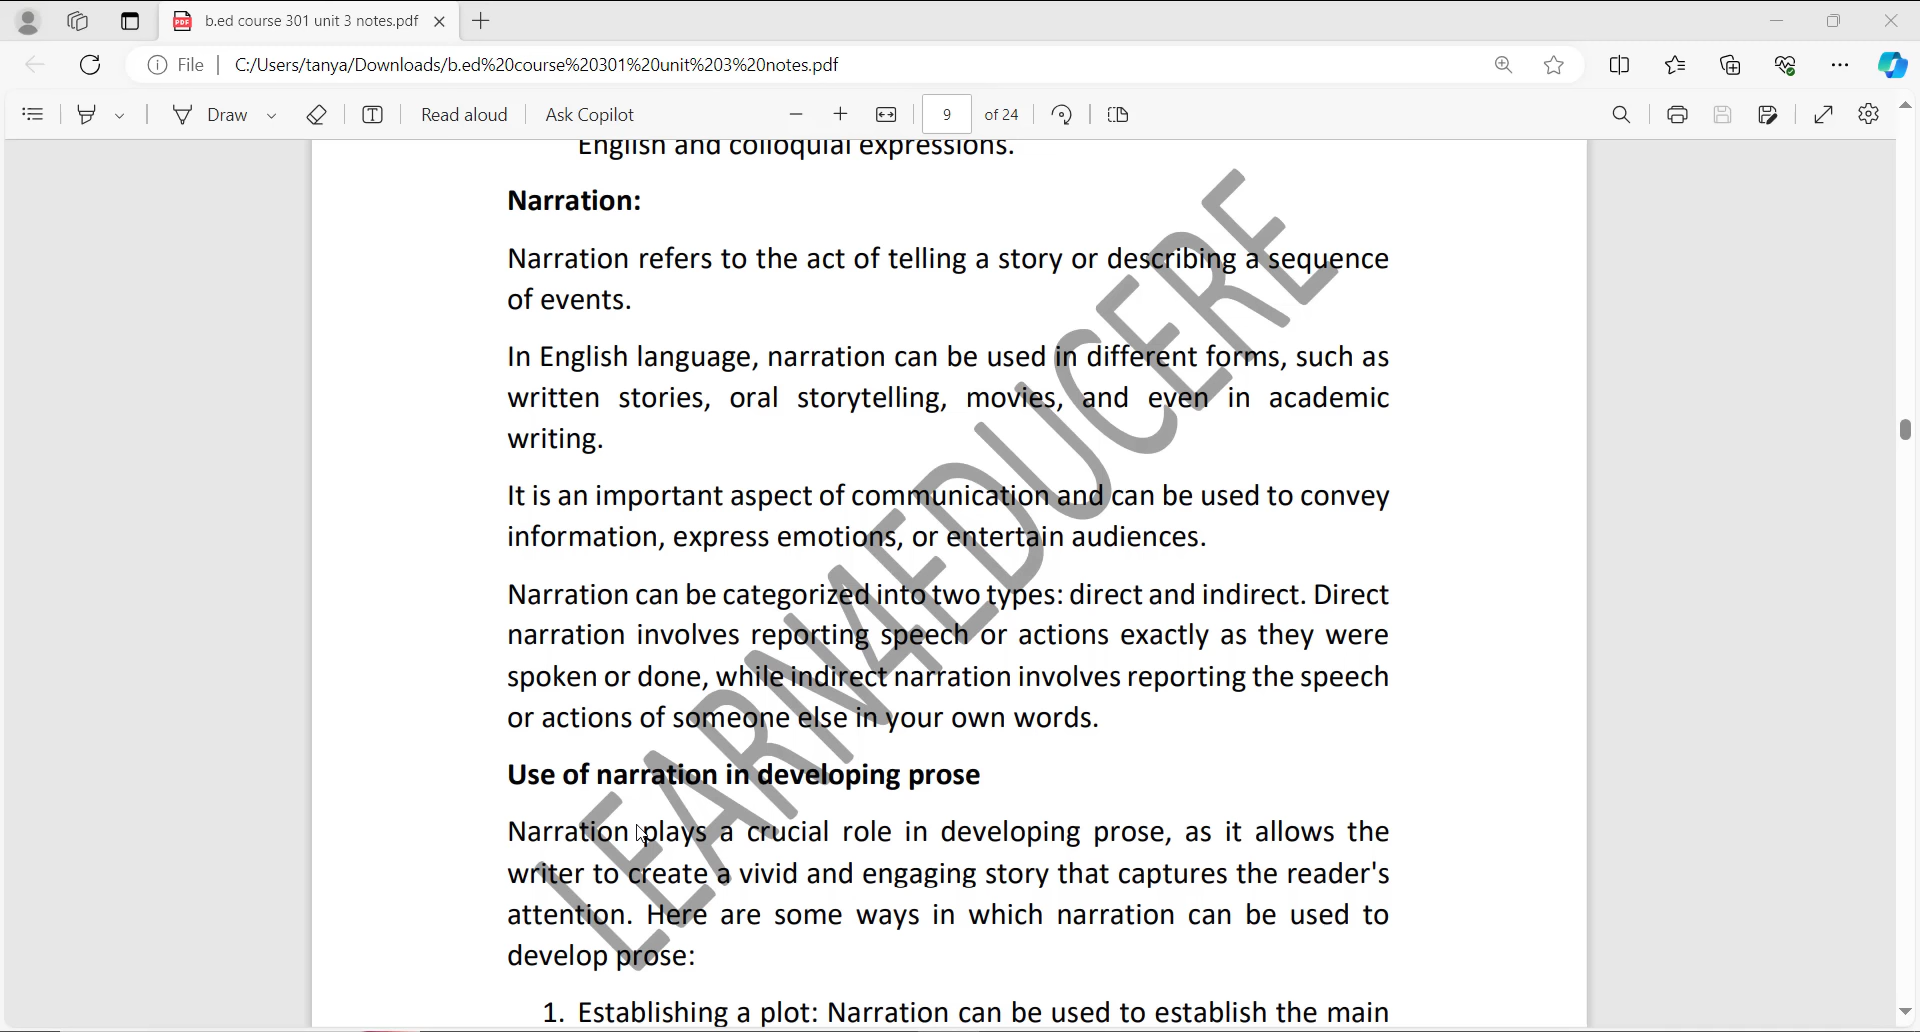 b.ed course 301 unit 3 notes.pdf
File
C:/Users/tanya/Downloads/b.ed%20course%20301%20unit%203%20notes.pdf
Draw
Read aloud
Ask Copilot
9 of 24
English and colloquial expressions.
Narration:
Narration refers to the act of telling a story or describing a sequence
of events.
In English language, narration can be used in different forms, such as
written stories, oral storytelling, movies, and even in academic
writing.
It is an important aspect of communication and can be used to convey
information, express emotions, or entertain audiences.
Narration can be categorized into two types: direct and indirect. Direct
narration involves reporting speech or actions exactly as they were
spoken or done, while indirect narration involves reporting the speech
or actions of someone else in your own words.
Use of narration in developing prose
Narration plays a crucial role in developing prose, as it allows the
writer to create a vivid and engaging story that captures the reader's
attention. Here are some ways in which narration can be used to
develop prose:
1. Establishing a plot: Narration can be used to establish the main
LEARN4EDUCERE